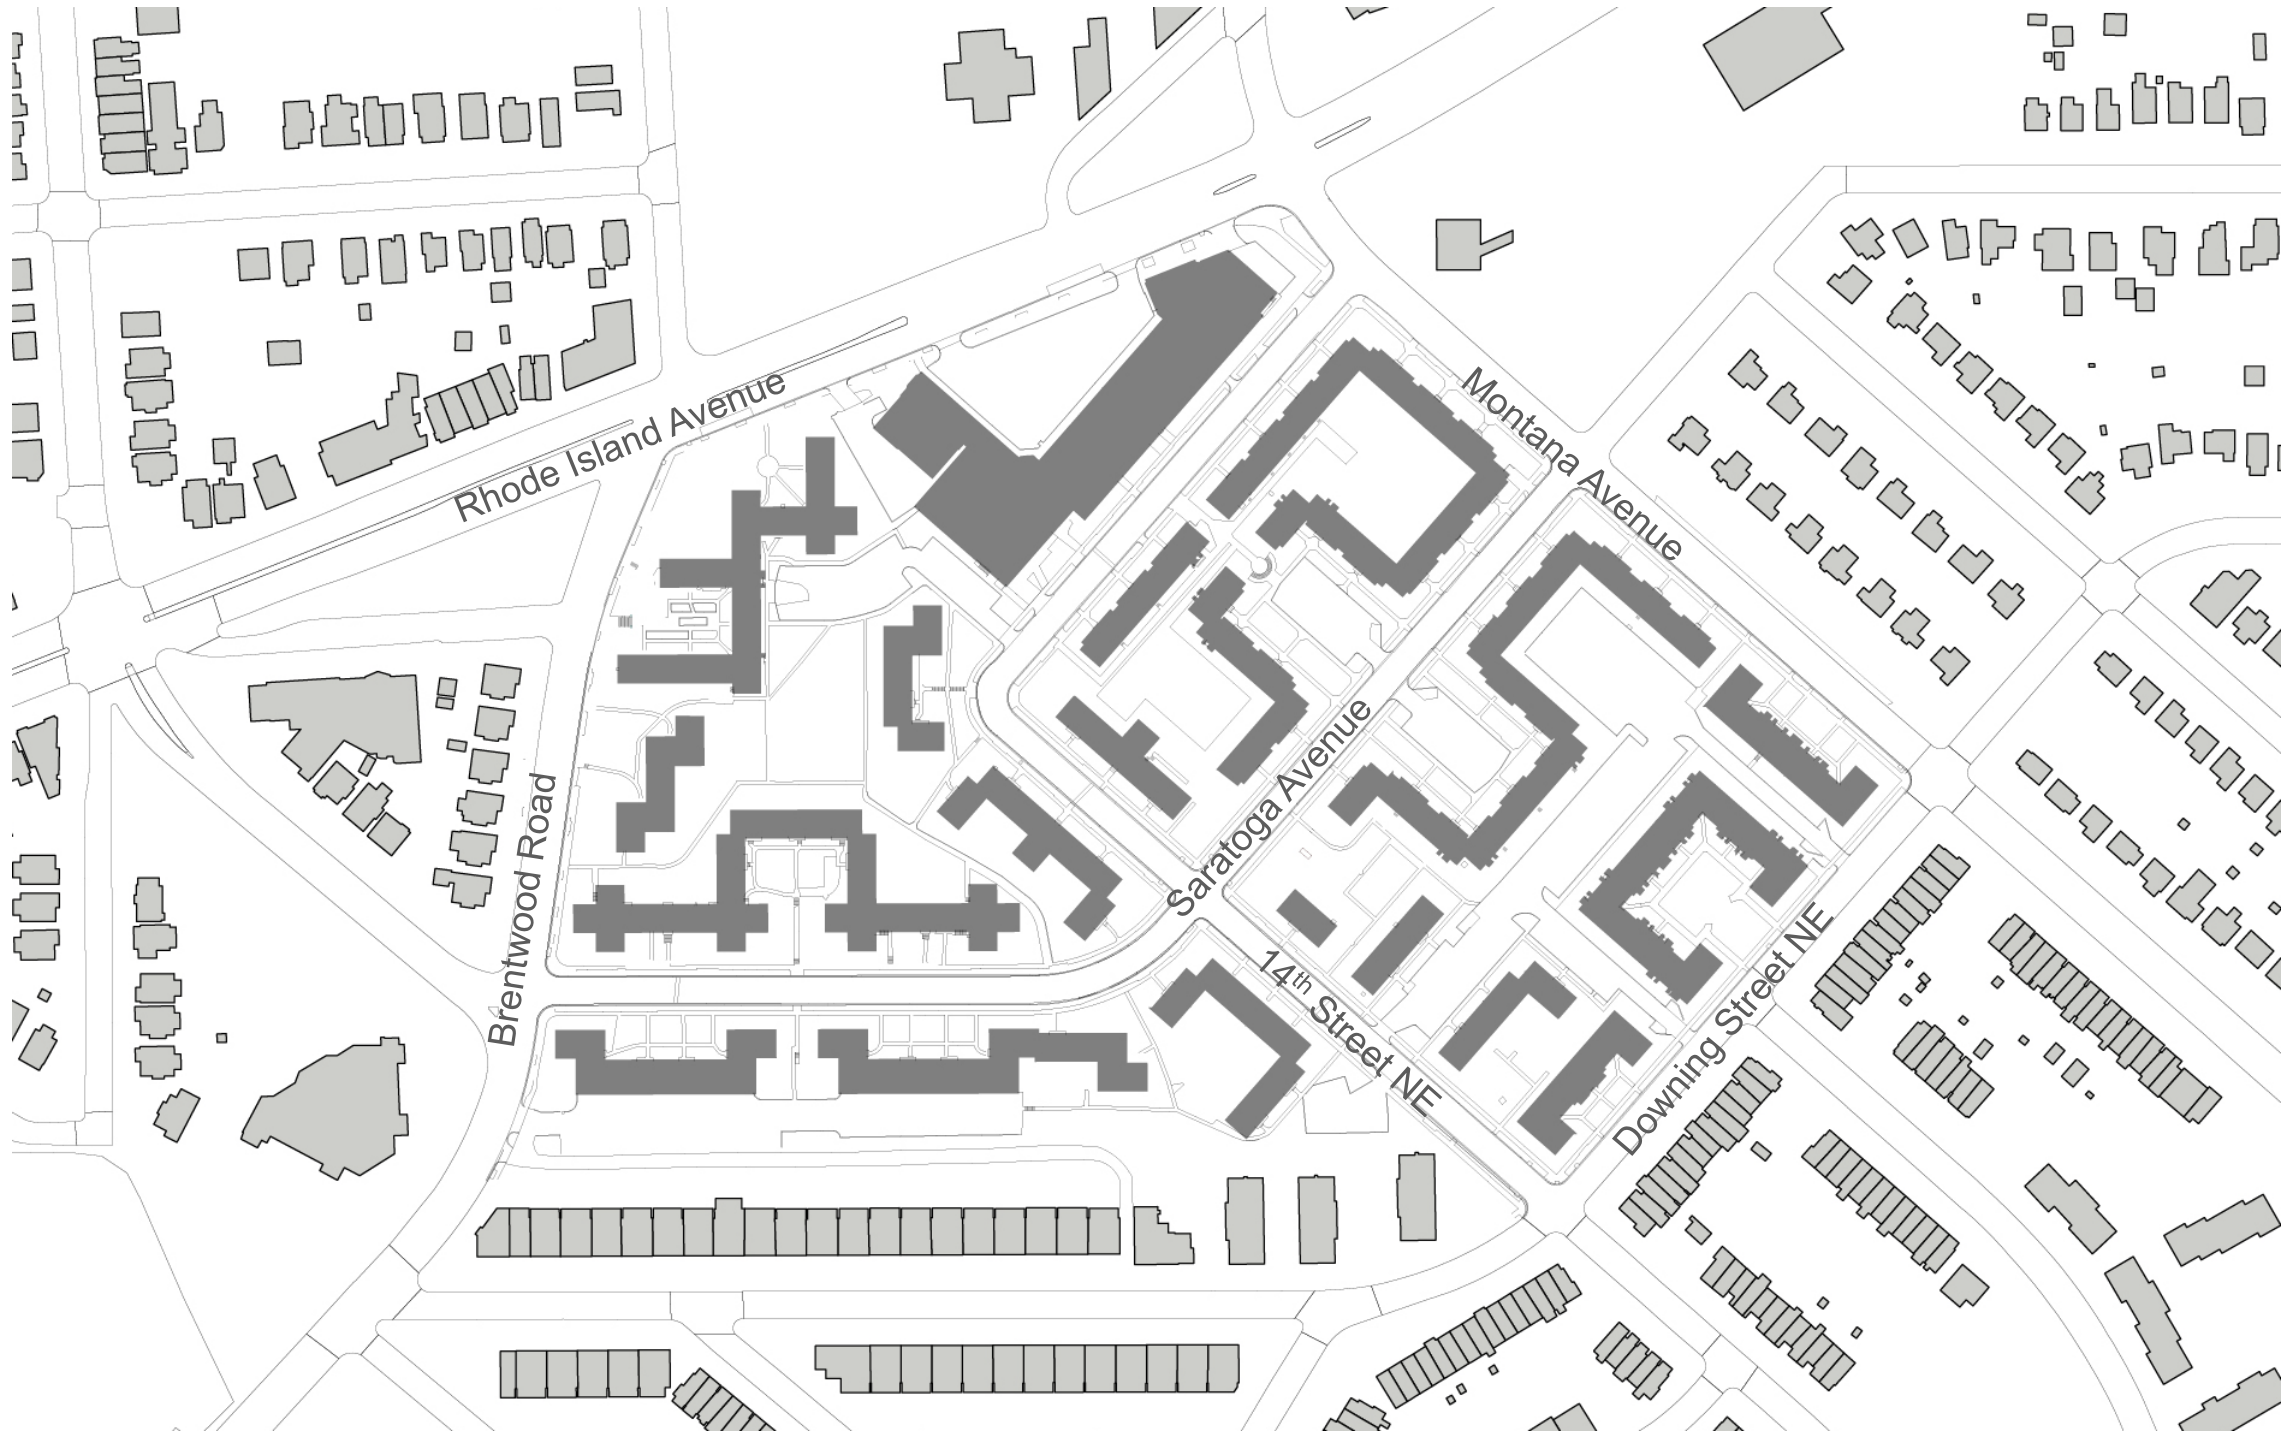 Rhode Island Avenue
Montana Avenue
Saratoga Avenue
Brentwood Road
14th Street NE
Downing Street NE